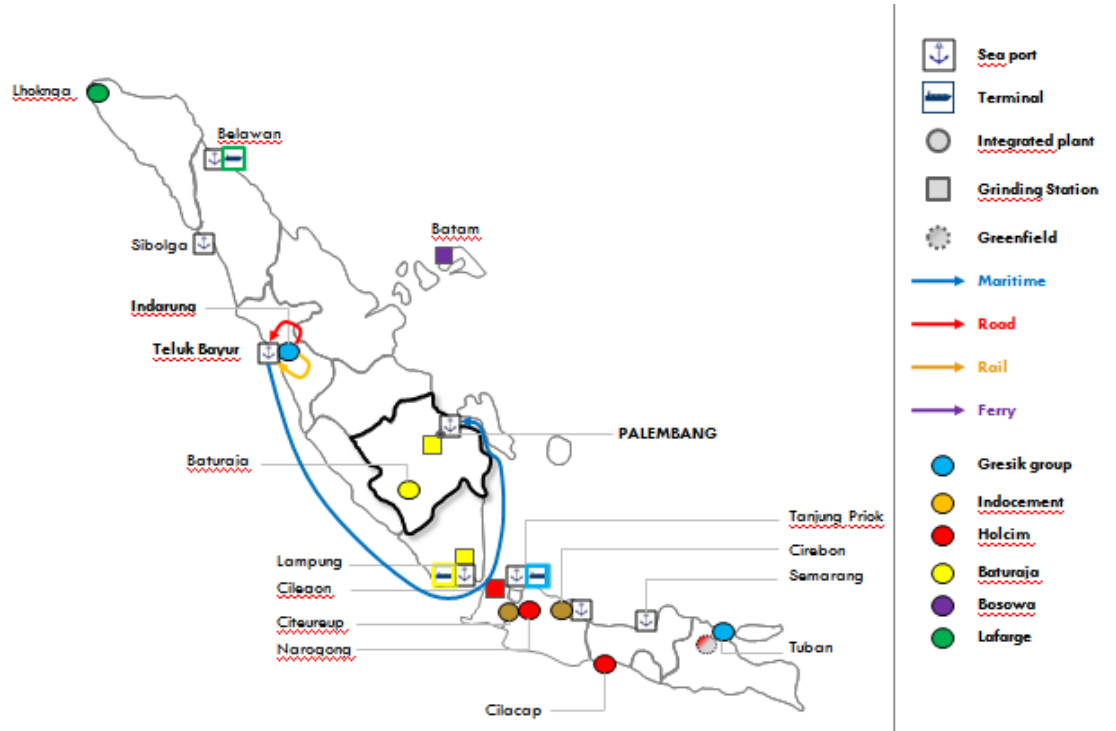 Lhoknga
Belawan
Sibolga
Batam
Indarung
Teluk Bayur
PALEMBANG
Baturaja
Tanjung Priok
Lampung
Cirebon
Cilegon
Semarang
Citeureup
Narogong
Tuban
Cilacap
Sea port
Terminal
Integrated plant
Grinding Station
Greenfield
Maritime
Road
Rail
Ferry
Gresik group
Indocement
Holcim
Baturaja
Bosowa
Lafarge